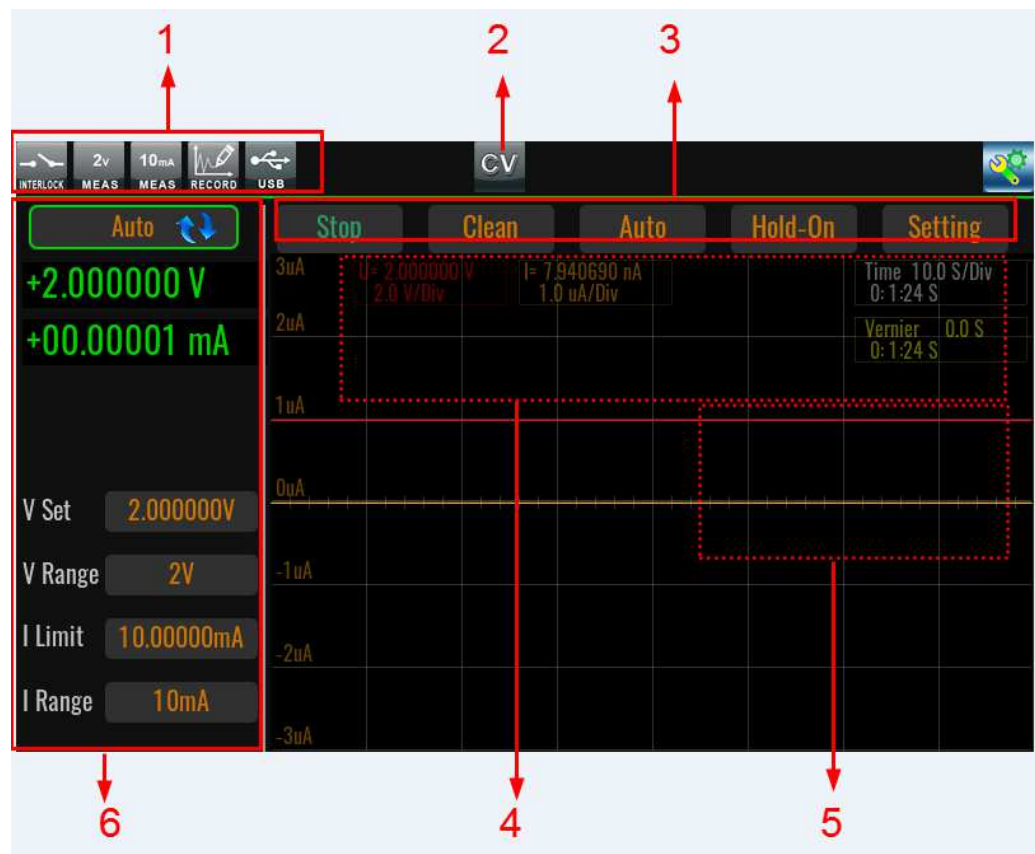 1 2 3
INTERLOCK 2v MEAS 10mA MEAS RECORD USB CV
Auto
Stop Clean Auto Hold-On Setting
+2.000000 V
+00.00001 mA
3uA
U= 2.000000 V
2.0 V/Div
I= 7.940690 nA
1.0 uA/Div
Time 10.0 S/Div
0: 1:24 S
2uA
Vernier 0.0 S
0: 1:24 S
1uA
0uA
V Set 2.000000V
V Range 2V
-1uA
I Limit 10.00000mA
-2uA
I Range 10mA
-3uA
6 4 5